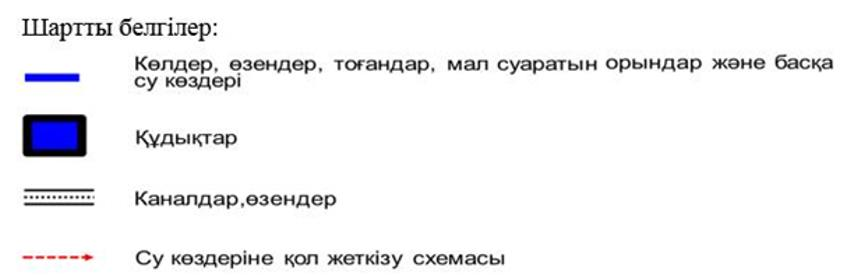 Шартты белгілер:
Көлдер, өзендер, тоғандар, мал суаратын орындар және басқа
су көздері
Құдықтар
Каналдар,өзендер
Су көздеріне қол жеткізу схемасы